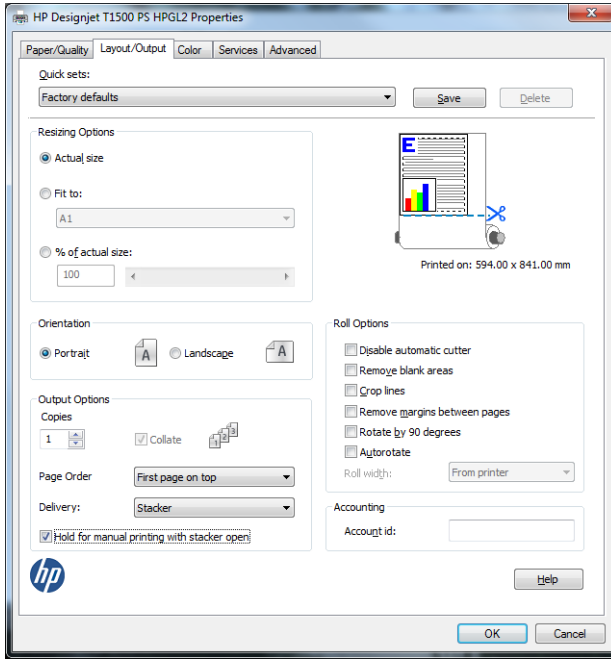 HP Designjet T1500 PS HPGL2 Properties
Paper/Quality Layout/Output Color Services Advanced
Quick sets:
Factory defaults
Save
Delete
Resizing Options
Actual size
Fit to:
A1
% of actual size:
100
E
Printed on: 594.00 x 841.00 mm
Orientation
Portrait
A
Landscape
A
Output Options
Copies
1
Collate
1 2 3
Page Order
First page on top
Delivery:
Stacker
Hold for manual printing with stacker open
Roll Options
Disable automatic cutter
Remove blank areas
Crop lines
Remove margins between pages
Rotate by 90 degrees
Autorotate
Roll width:
From printer
Accounting
Account id:
hp
Help
OK
Cancel